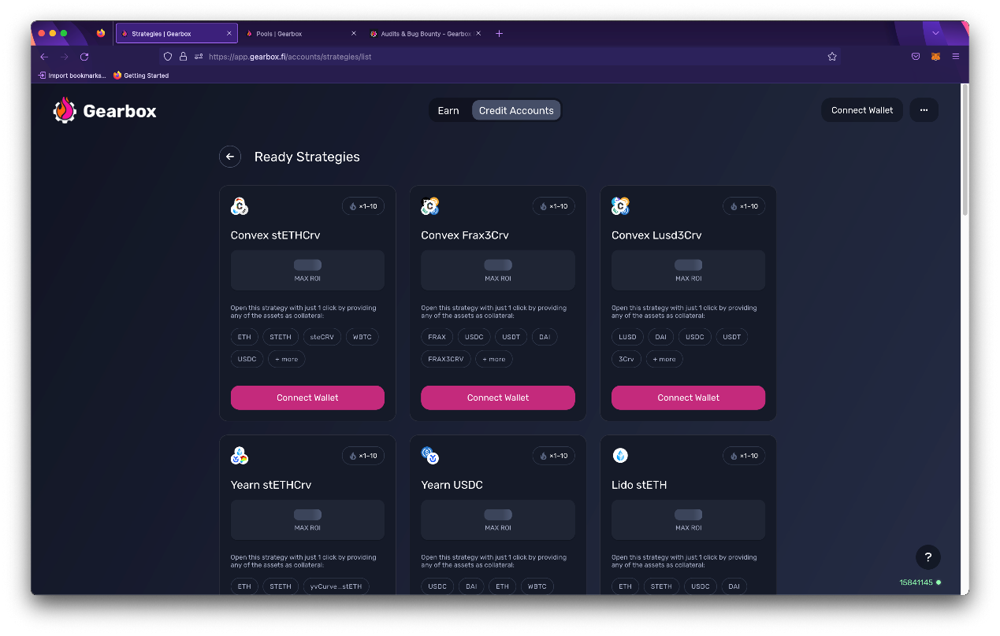 Strategies | Gearbox
Pools | Gearbox
Audits & Bug Bounty - Gearbox
https://app.gearbox.fi/accounts/strategies/list
Import bookmarks...
Getting Started
Gearbox
Earn
Credit Accounts
Connect Wallet
Ready Strategies
×1–10
Convex stETHCrv
MAX ROI
Open this strategy with just 1 click by providing
any of the assets as collateral:
ETH STETH steCRV WBTC
USDC + more
Connect Wallet
×1–10
Convex Frax3Crv
MAX ROI
Open this strategy with just 1 click by providing
any of the assets as collateral:
FRAX USDC USDT DAI
FRAX3CRV + more
Connect Wallet
×1–10
Convex Lusd3Crv
MAX ROI
Open this strategy with just 1 click by providing
any of the assets as collateral:
LUSD DAI USDC USDT
3Crv + more
Connect Wallet
×1–10
Yearn stETHCrv
MAX ROI
Open this strategy with just 1 click by providing
any of the assets as collateral:
ETH STETH yvCurve...stETH
×1–10
Yearn USDC
MAX ROI
Open this strategy with just 1 click by providing
any of the assets as collateral:
USDC DAI ETH WBTC
×1–10
Lido stETH
MAX ROI
Open this strategy with just 1 click by providing
any of the assets as collateral:
ETH STETH USDC DAI
?
15841145